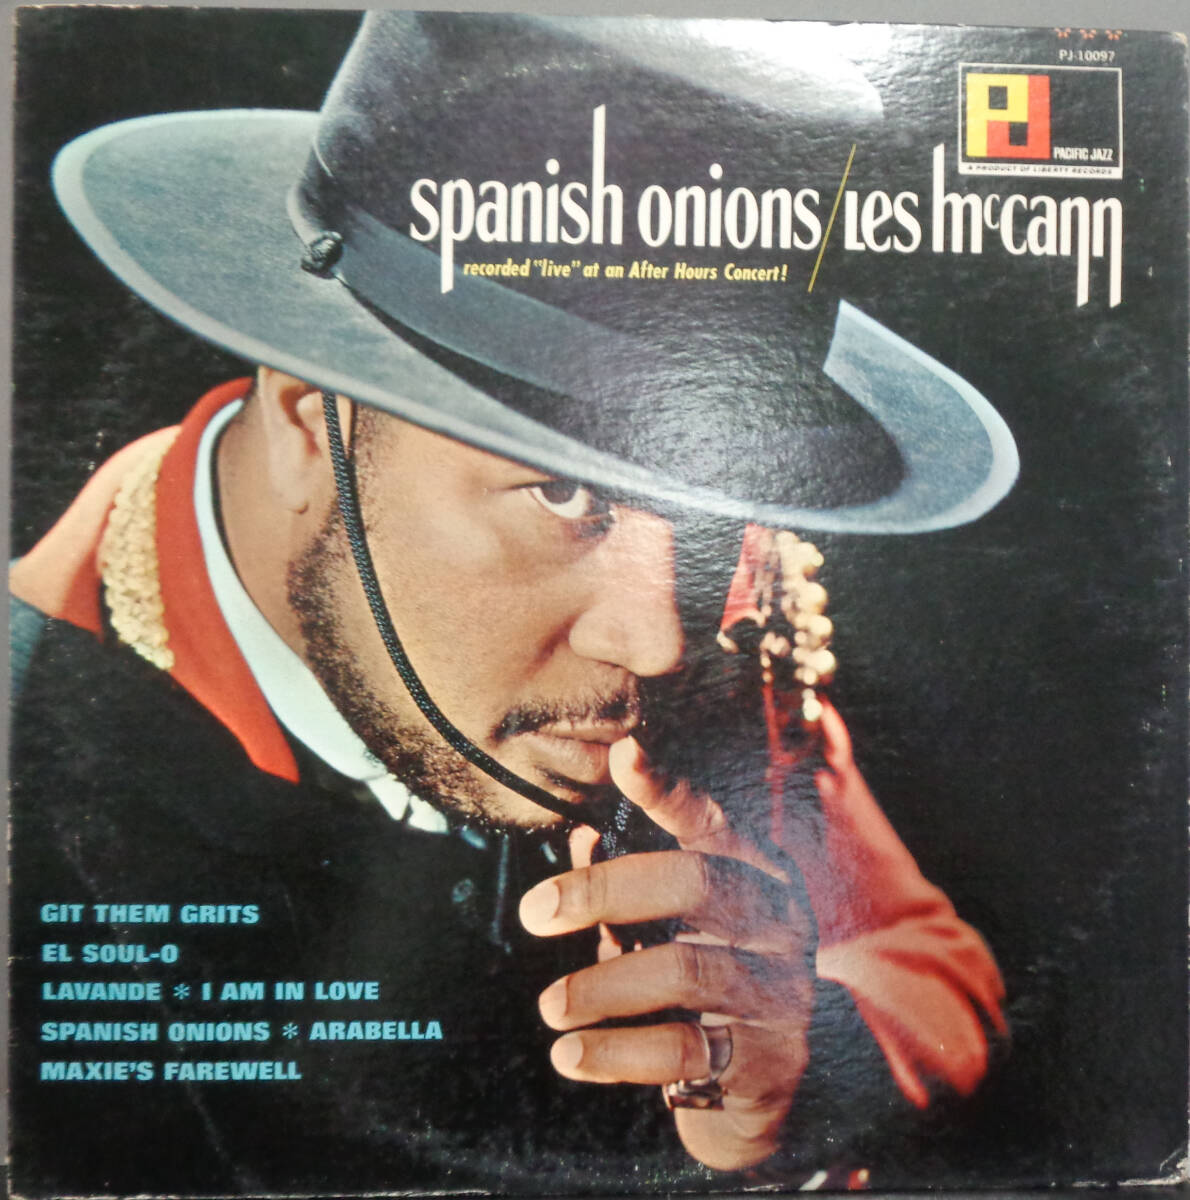 PJ-10097
PJ
PACIFIC JAZZ
A PRODUCT OF LIBERTY RECORDS
spanish onions/Les mccann
recorded "live" at an After Hours Concert!
GIT THEM GRITS
EL SOUL-O
LAVANDE * I AM IN LOVE
SPANISH ONIONS * ARABELLA
MAXIE'S FAREWELL